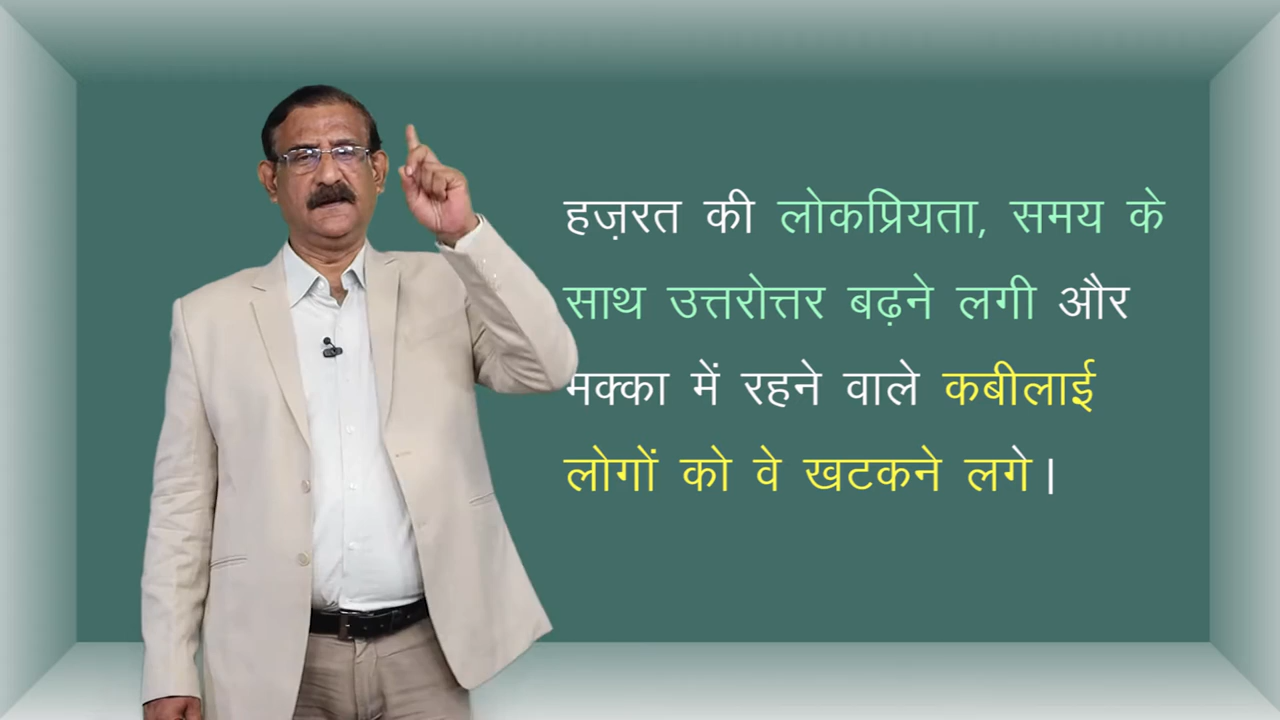 हज़रत की लोकप्रियता, समय के
साथ उत्तरोत्तर बढ़ने लगी और
मक्का में रहने वाले कबीलाई
लोगों को वे खटकने लगे।